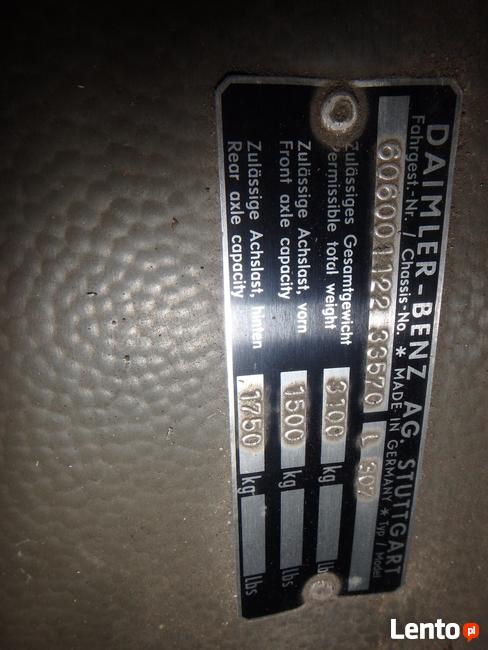 DAIMLER-BENZ AG. STUTTGART
Fahrgest.-Nr. / Chassis-No. * MADE IN GERMANY * Typ / Model
60600112233570 L 307
Zulässiges Gesamtgewicht
Permissible total weight 3100 kg lbs
Zulässige Achslast, vorn
Front axle capacity 1500 kg lbs
Zulässige Achslast, hinten
Rear axle capacity 1750 kg lbs
Lento.pl